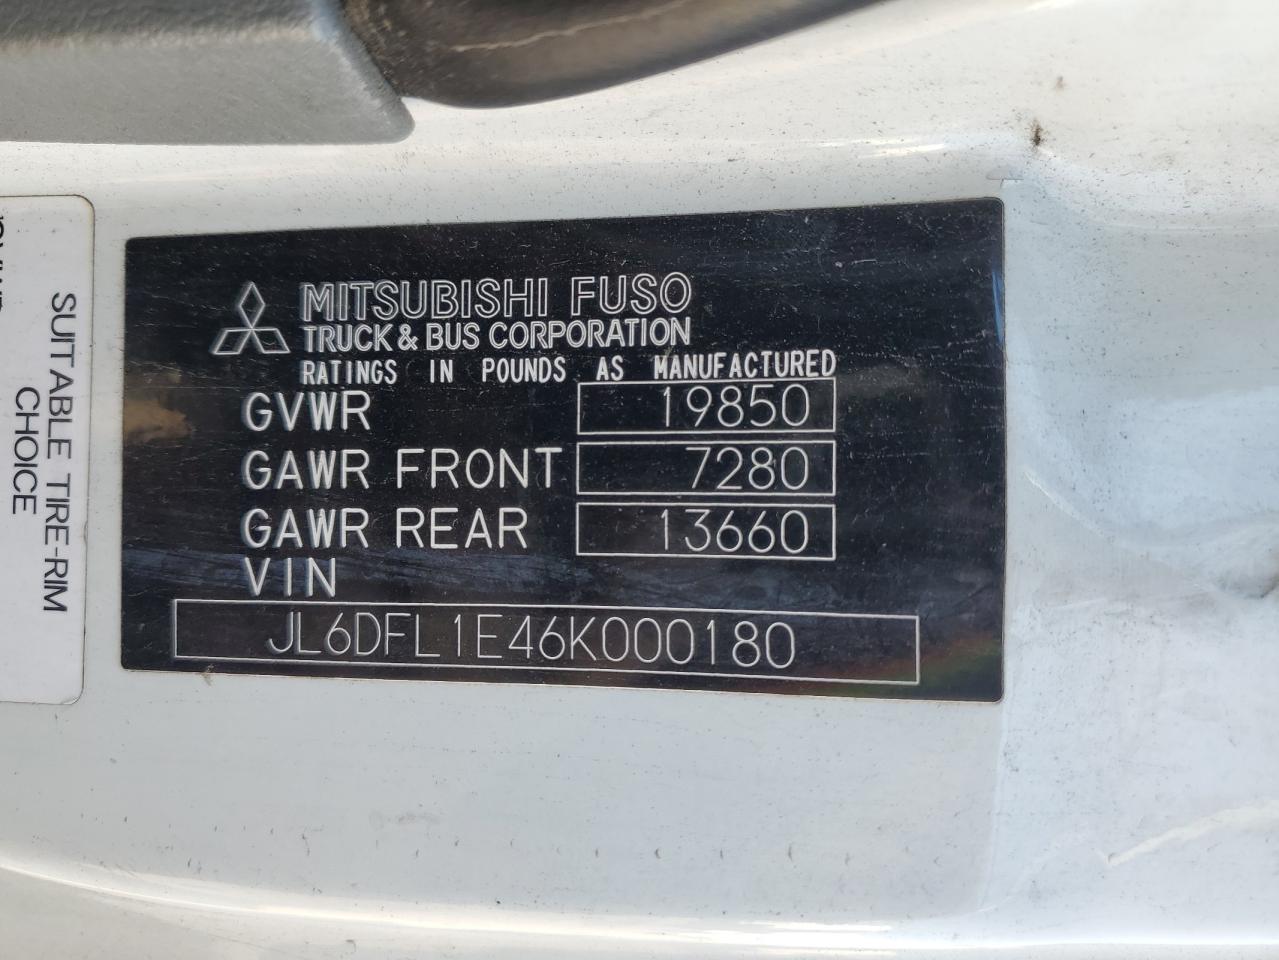 MITSUBISHI FUSO
TRUCK & BUS CORPORATION
RATINGS IN POUNDS AS MANUFACTURED
GVWR 19850
GAWR FRONT 7280
GAWR REAR 13660
VIN
JL6DFL1E46K000180
SUITABLE TIRE-RIM
CHOICE